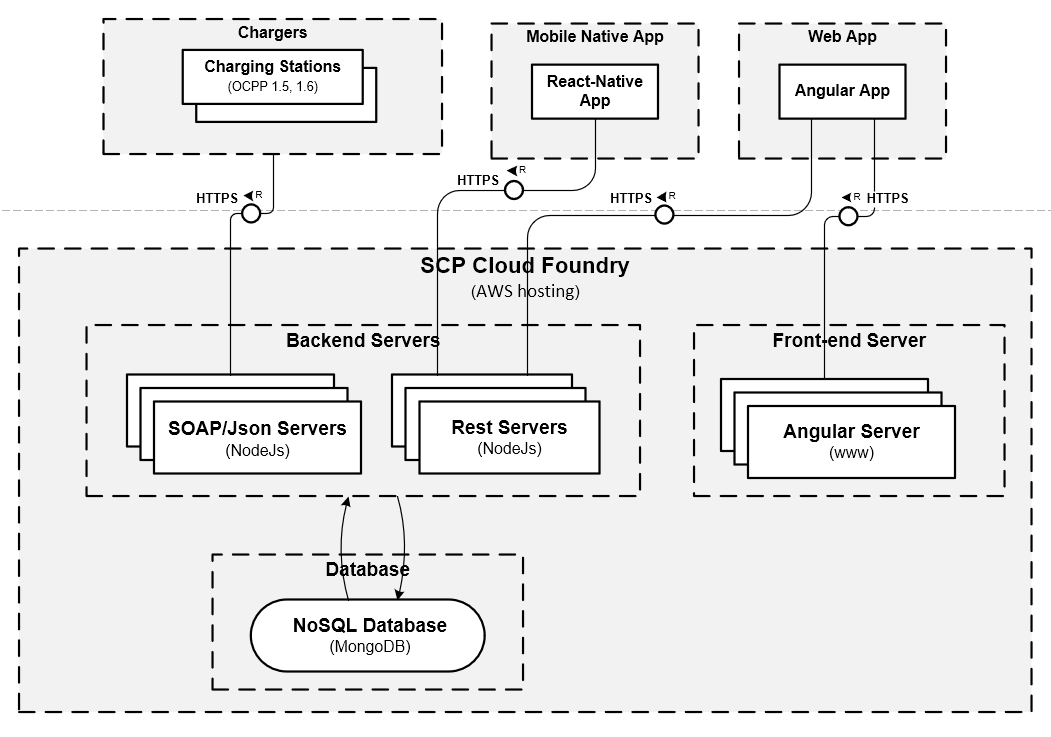 Chargers
Charging Stations
(OCPP 1.5, 1.6)
Mobile Native App
React-Native
App
Web App
Angular App
HTTPS
R
HTTPS
R
HTTPS
R
R
HTTPS
SCP Cloud Foundry
(AWS hosting)
Backend Servers
SOAP/Json Servers
(NodeJs)
Rest Servers
(NodeJs)
Front-end Server
Angular Server
(www)
Database
NoSQL Database
(MongoDB)